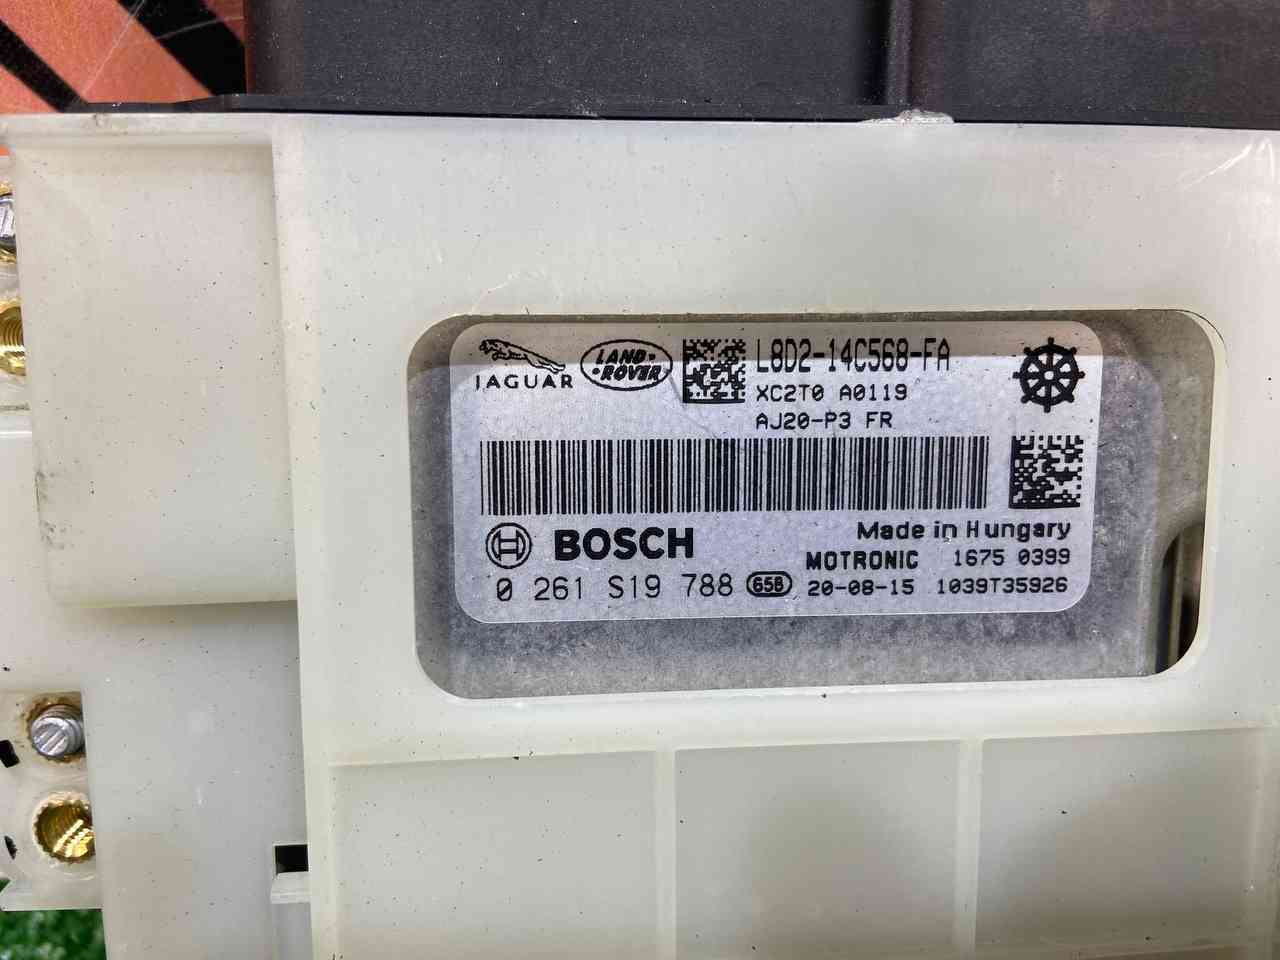 JAGUAR
LAND-
-ROVER
L8D2-14C568-FA
XC2T0 A0119
AJ20-P3 FR
BOSCH
Made in Hungary
MOTRONIC 1675 0399
0 261 S19 788 65B 20-08-15 1039T35926